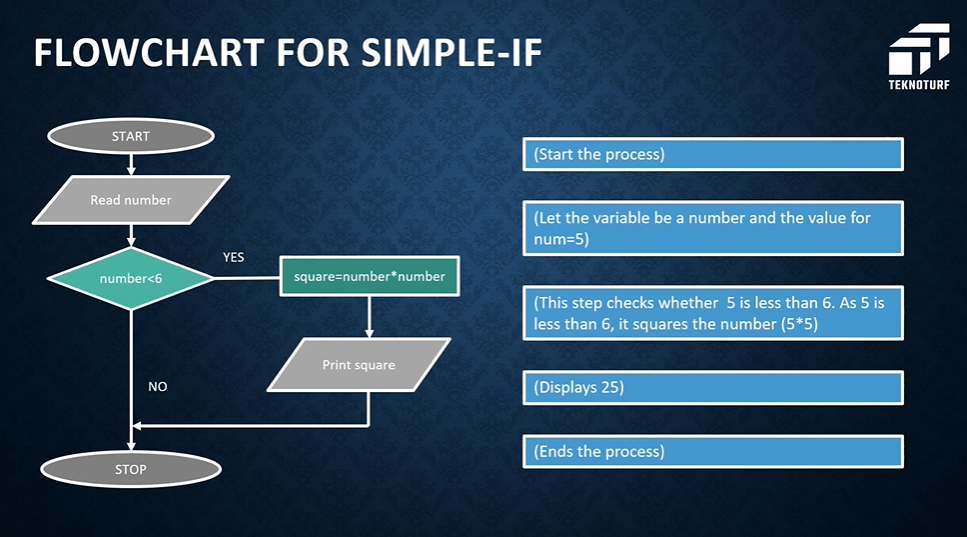 FLOWCHART FOR SIMPLE-IF
TEKNOTURF
START
Read number
number<6
YES
square=number*number
Print square
NO
STOP
(Start the process)
(Let the variable be a number and the value for
num=5)
(This step checks whether  5 is less than 6. As 5 is
less than 6, it squares the number (5*5)
(Displays 25)
(Ends the process)